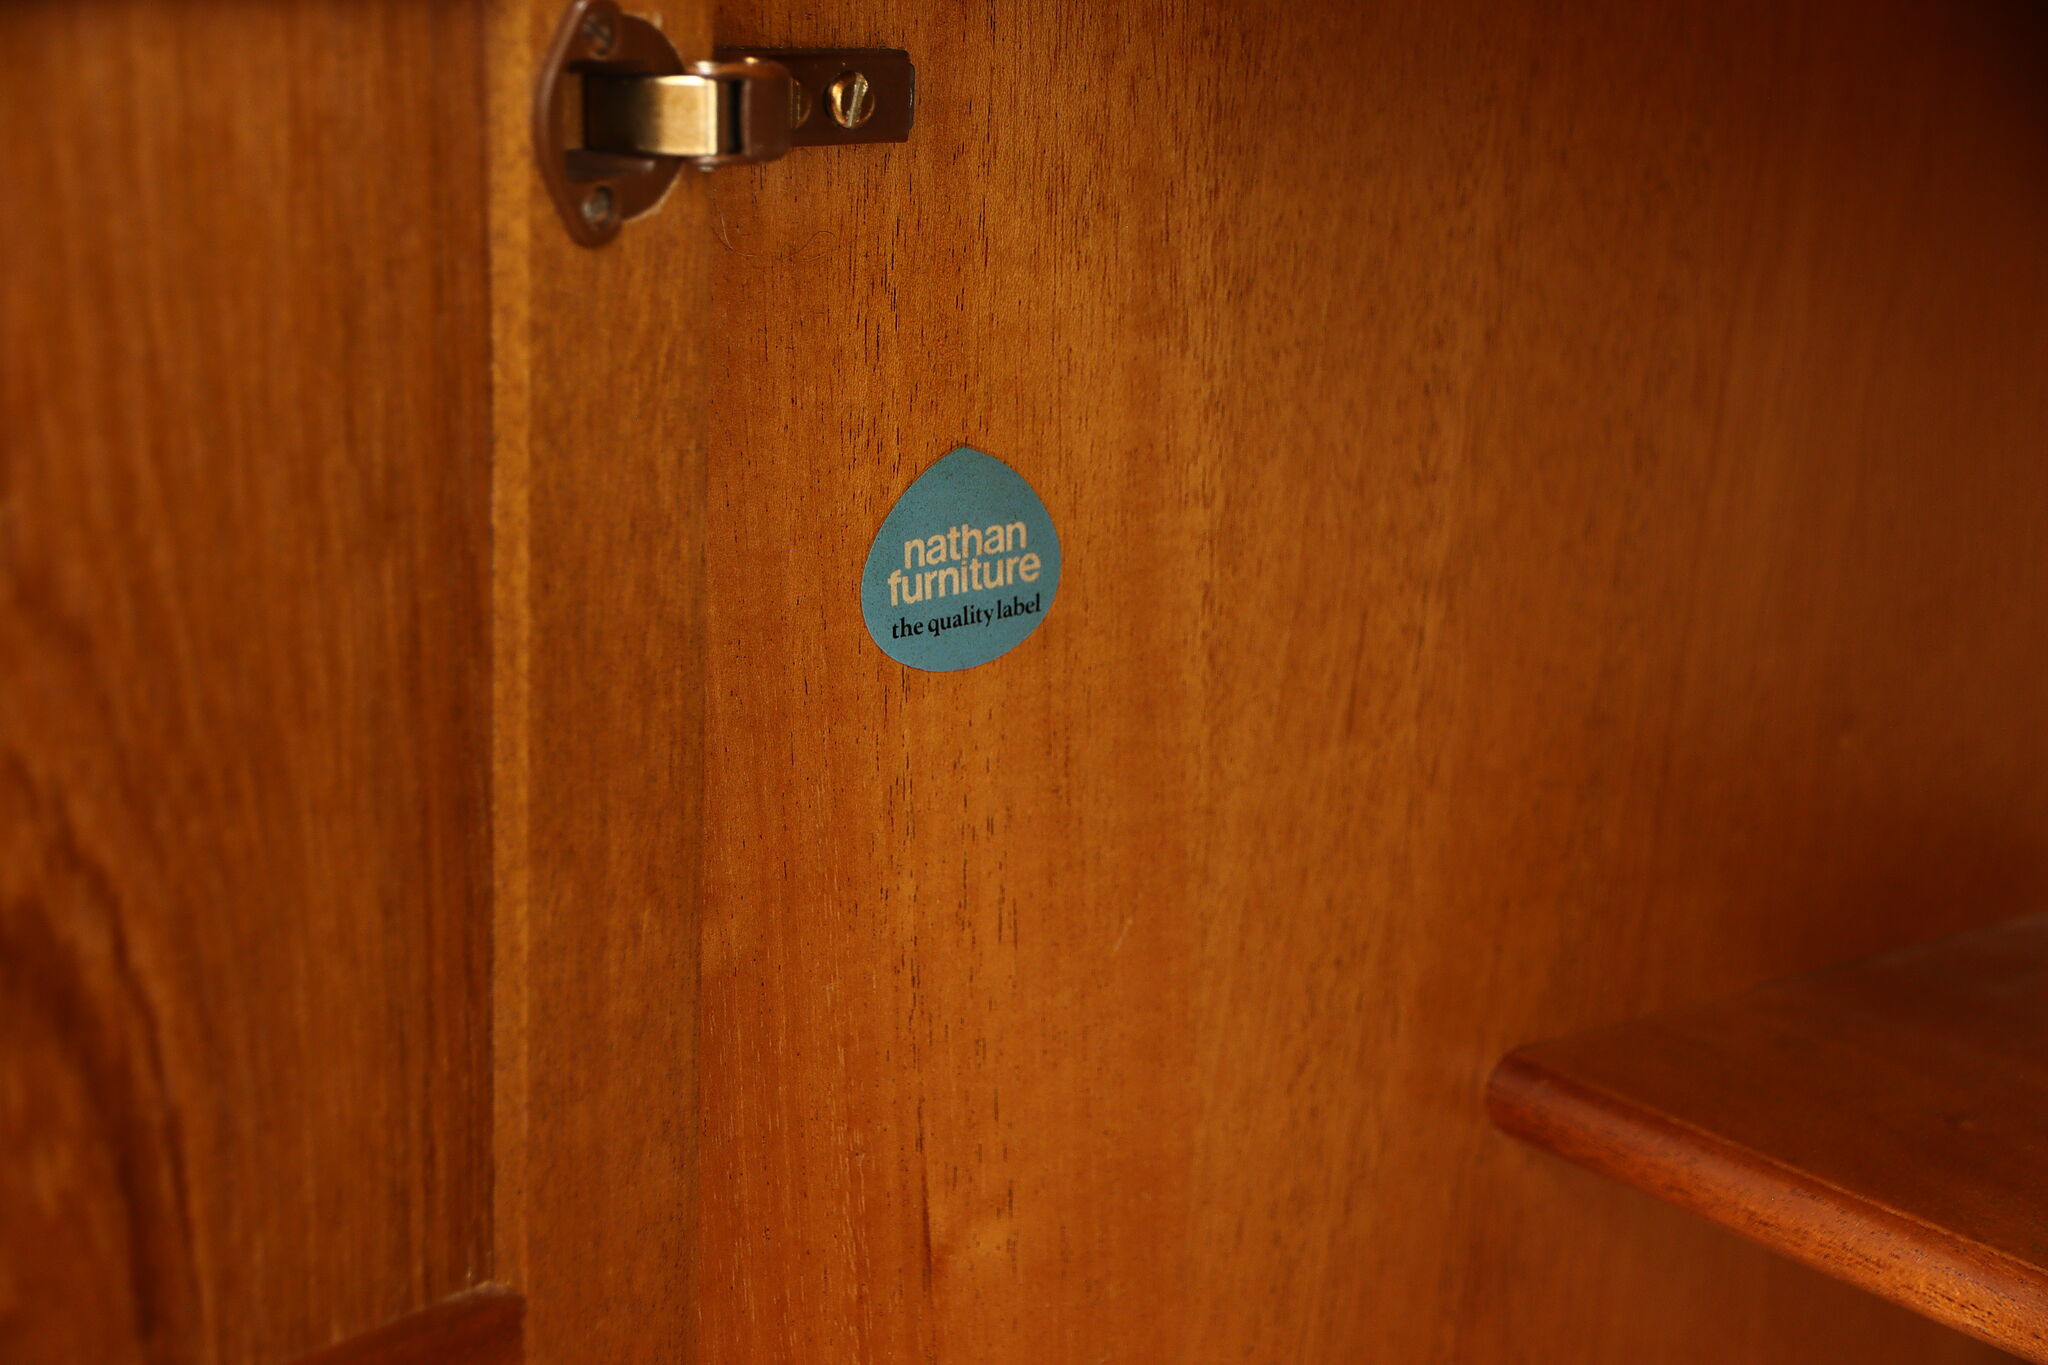 nathan
furniture
the quality label